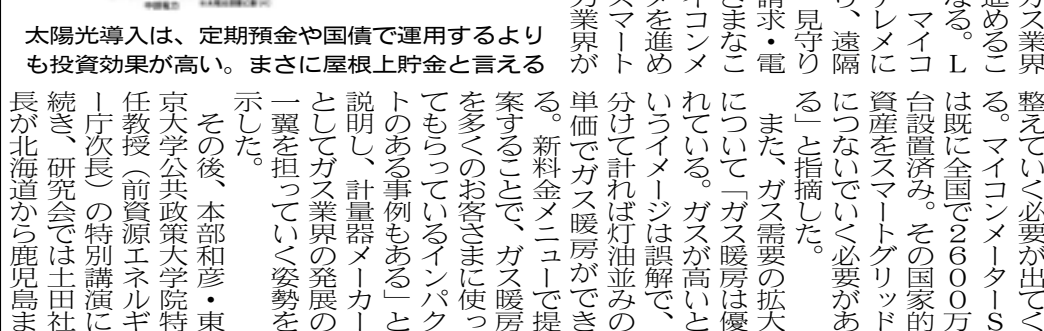 太陽光導入は、定期預金や国債で運用するより
も投資効果が高い。まさに屋根上貯金と言える
ガス業界
進めるこ
なる。L
マイコ
テレメに
、遠隔
見守り
請求・電
さまなこ
イコンメ
を進め
スマート
業界が
整えていく必要が出てく
る。マイコンメーターS
は既に全国で2600万
台設置済み。その国家的
資産をスマートグリッド
につないでいく必要があ
る」と指摘した。
また、ガス需要の拡大
について「ガス暖房は優
れている。ガスが高いと
いうイメージは誤解で、
分けて計れば灯油並みの
単価でガス暖房ができ
る。新料金メニューで提
案することで、ガス暖房
を多くのお客さまに使っ
てもらっているインパク
トのある事例もある」と
説明し、計量器メーカー
としてガス業界の発展の
一翼を担っていく姿勢を
示した。
その後、本部和彦・東
京大学公共政策大学院特
任教授（前資源エネルギ
ー庁次長）の特別講演に
続き、研究会では土田社
長が北海道から鹿児島ま